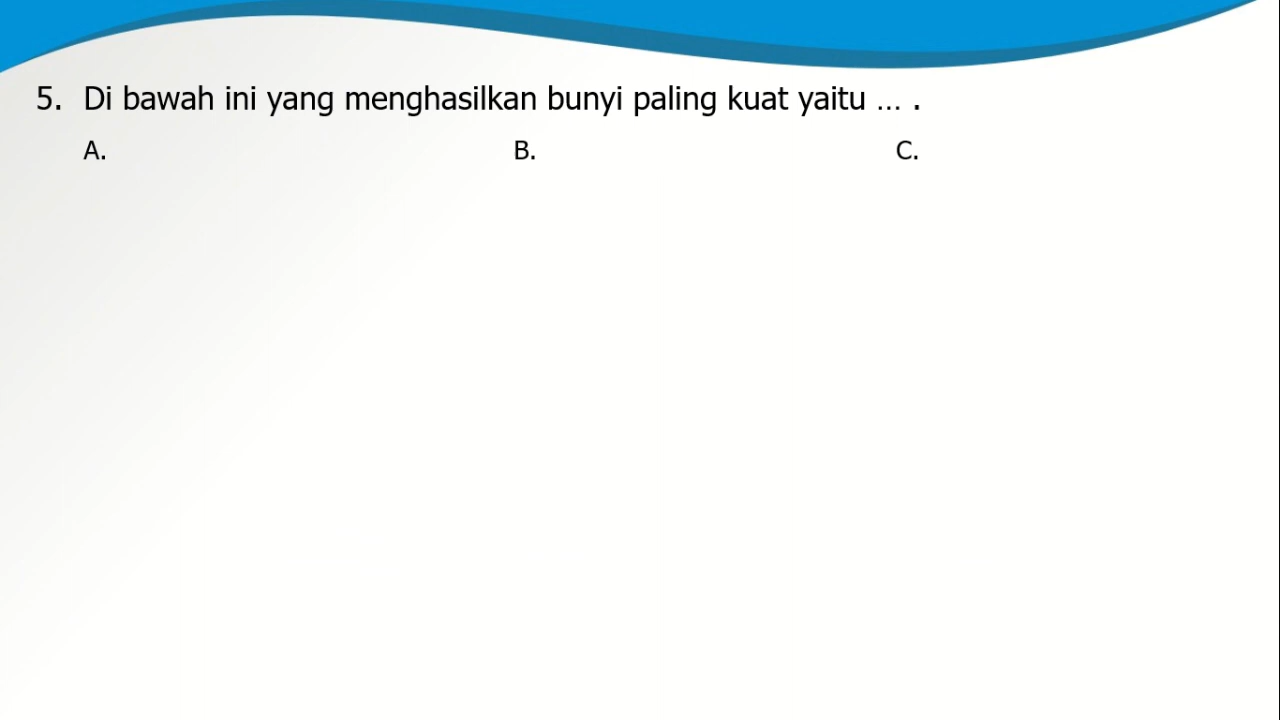 5. Di bawah ini yang menghasilkan bunyi paling kuat yaitu ... .
A. B. C.